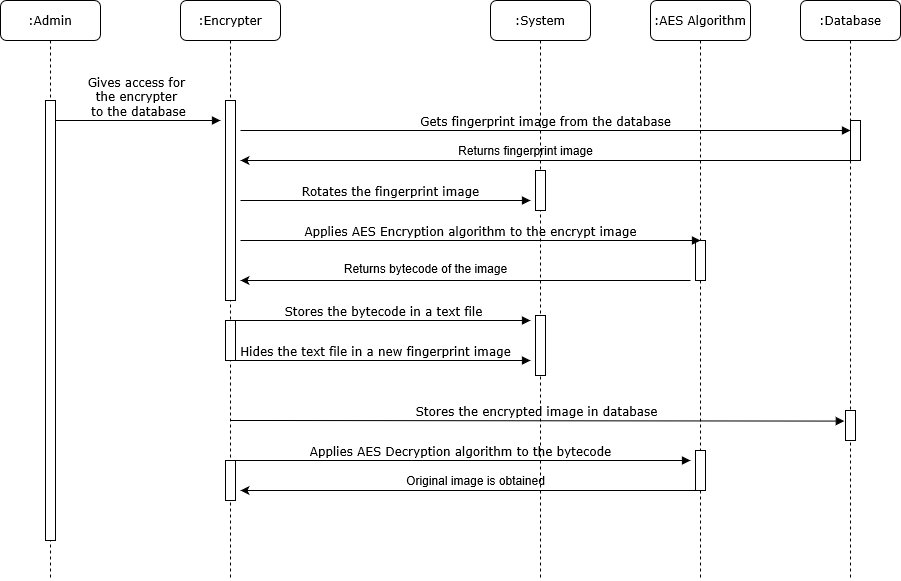 :Admin
:Encrypter
:System
:AES Algorithm
:Database
Gives access for
the encrypter
to the database
Gets fingerprint image from the database
Returns fingerprint image
Rotates the fingerprint image
Applies AES Encryption algorithm to the encrypt image
Returns bytecode of the image
Stores the bytecode in a text file
Hides the text file in a new fingerprint image
Stores the encrypted image in database
Applies AES Decryption algorithm to the bytecode
Original image is obtained